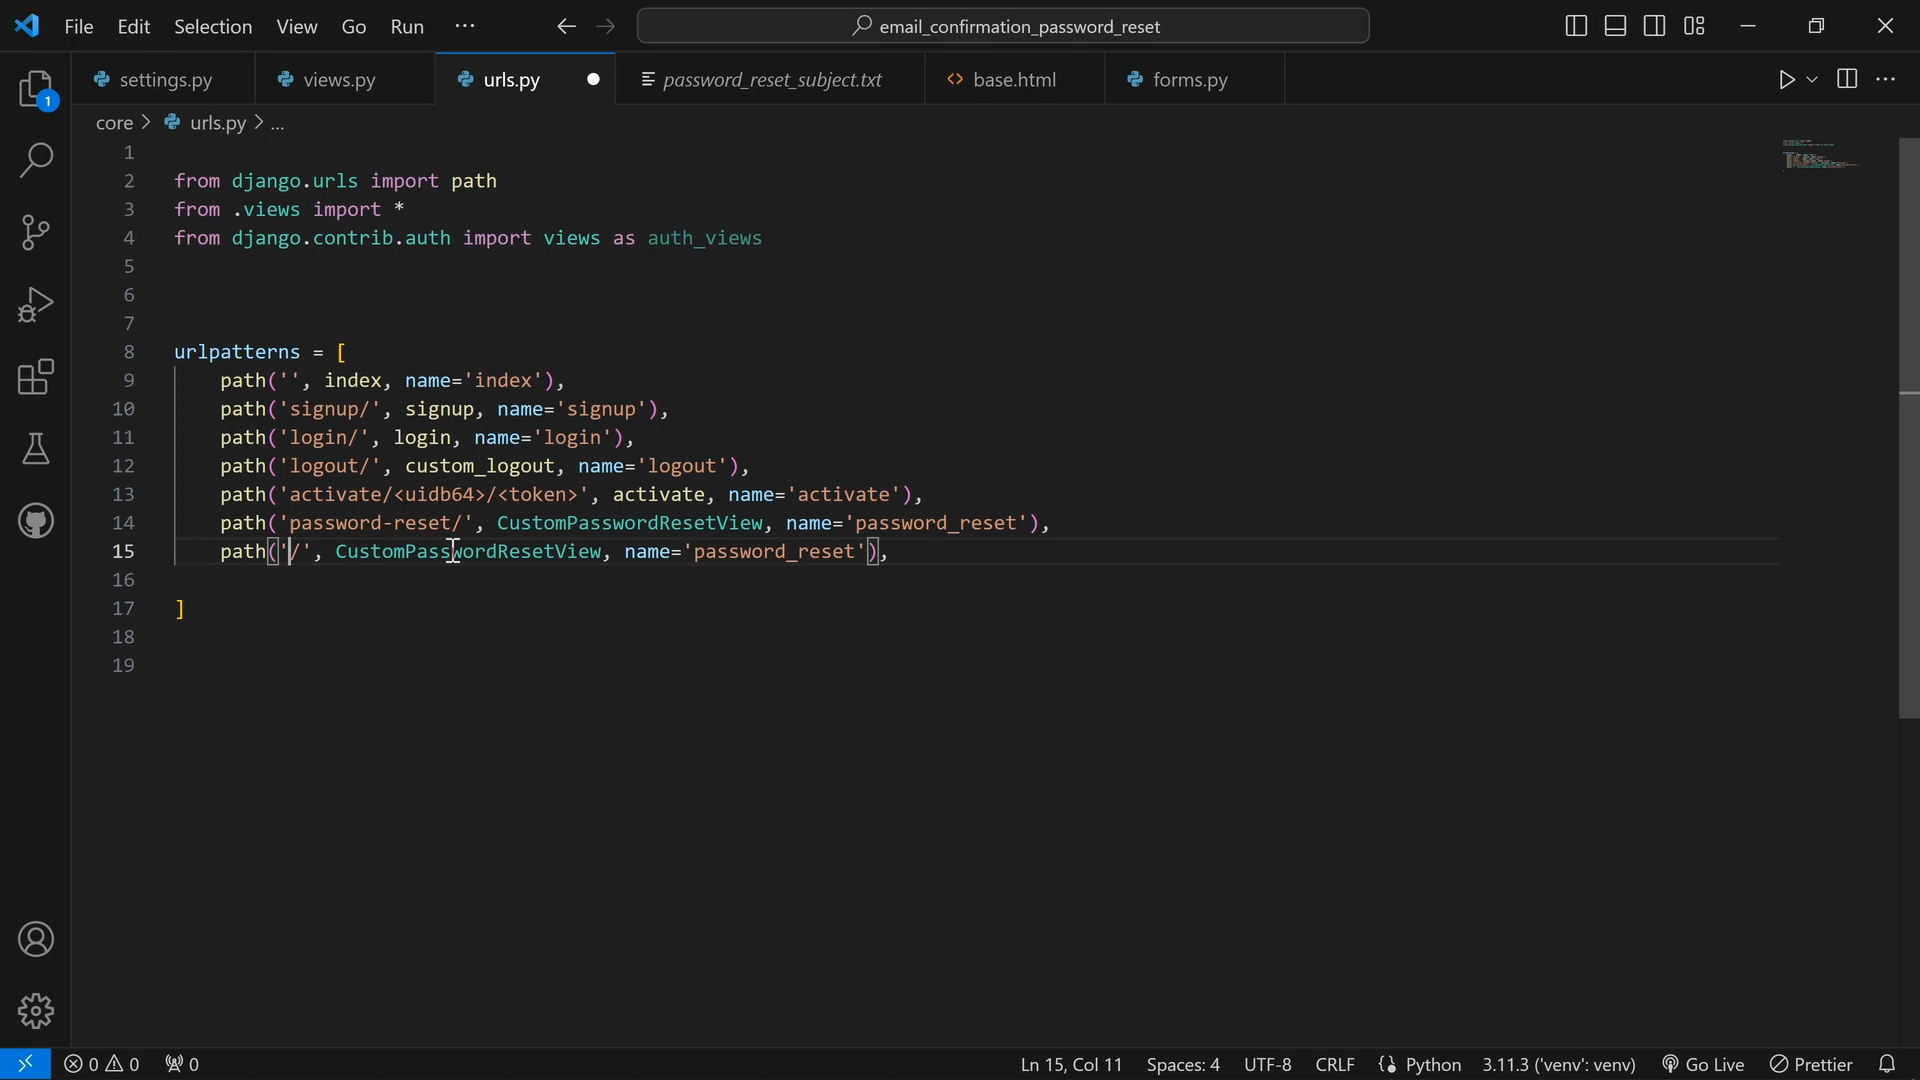 File Edit Selection View Go Run ... email_confirmation_password_reset
settings.py views.py urls.py password_reset_subject.txt base.html forms.py
core > urls.py > ...
1
2 from django.urls import path
3 from .views import *
4 from django.contrib.auth import views as auth_views
5
6
7
8 urlpatterns = [
9 path('', index, name='index'),
10 path('signup/', signup, name='signup'),
11 path('login/', login, name='login'),
12 path('logout/', custom_logout, name='logout'),
13 path('activate/<uidb64>/<token>', activate, name='activate'),
14 path('password-reset/', CustomPasswordResetView, name='password_reset'),
15 path('/', CustomPasswordResetView, name='password_reset'),
16
17 ]
18
19
1
0 0 0 Ln 15, Col 11 Spaces: 4 UTF-8 CRLF Python 3.11.3 ('venv': venv) Go Live Prettier